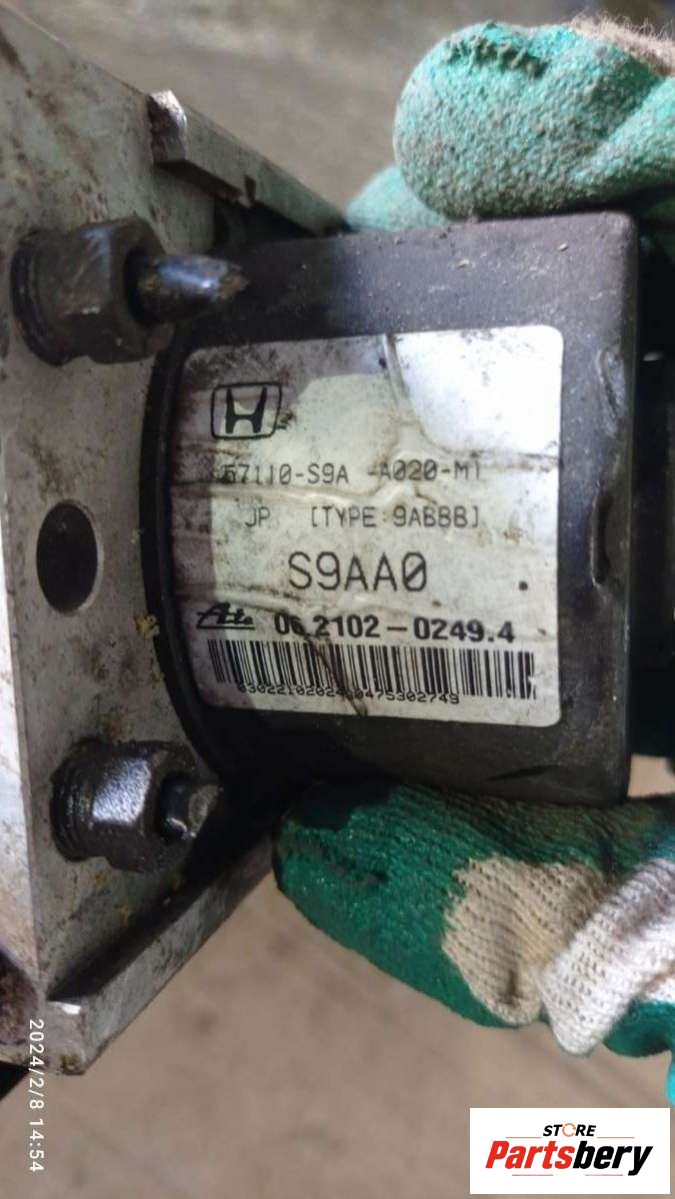 57110-S9A -A020-M1
JP [TYPE 9ABBB]
S9AA0
Ate 06.2102-0249.4
2024/2/8 14:54
STORE
Partsbery